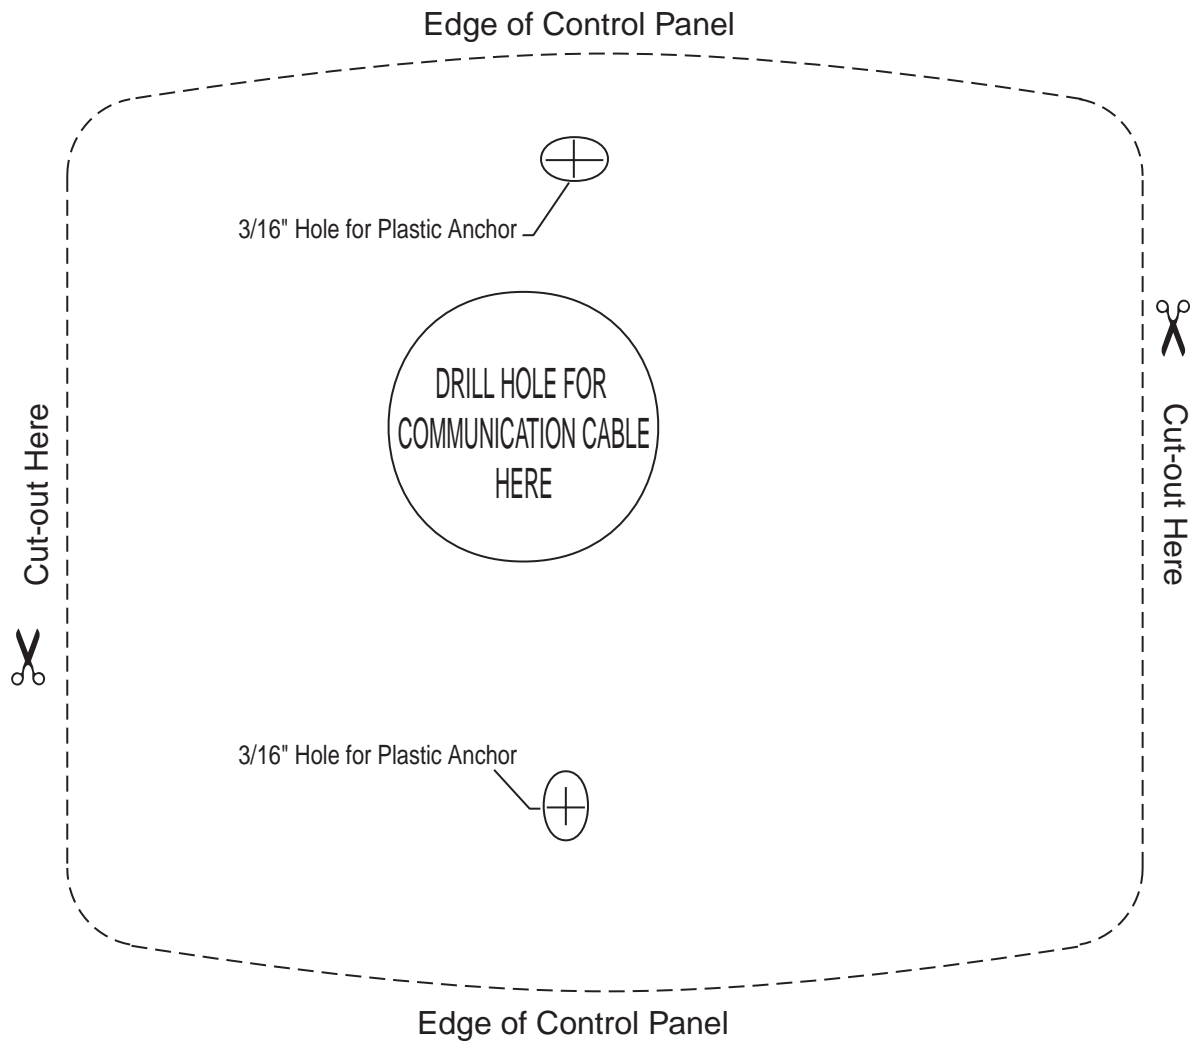 Edge of Control Panel
3/16" Hole for Plastic Anchor
DRILL HOLE FOR
COMMUNICATION CABLE
HERE
Cut-out Here
Cut-out Here
3/16" Hole for Plastic Anchor
Edge of Control Panel